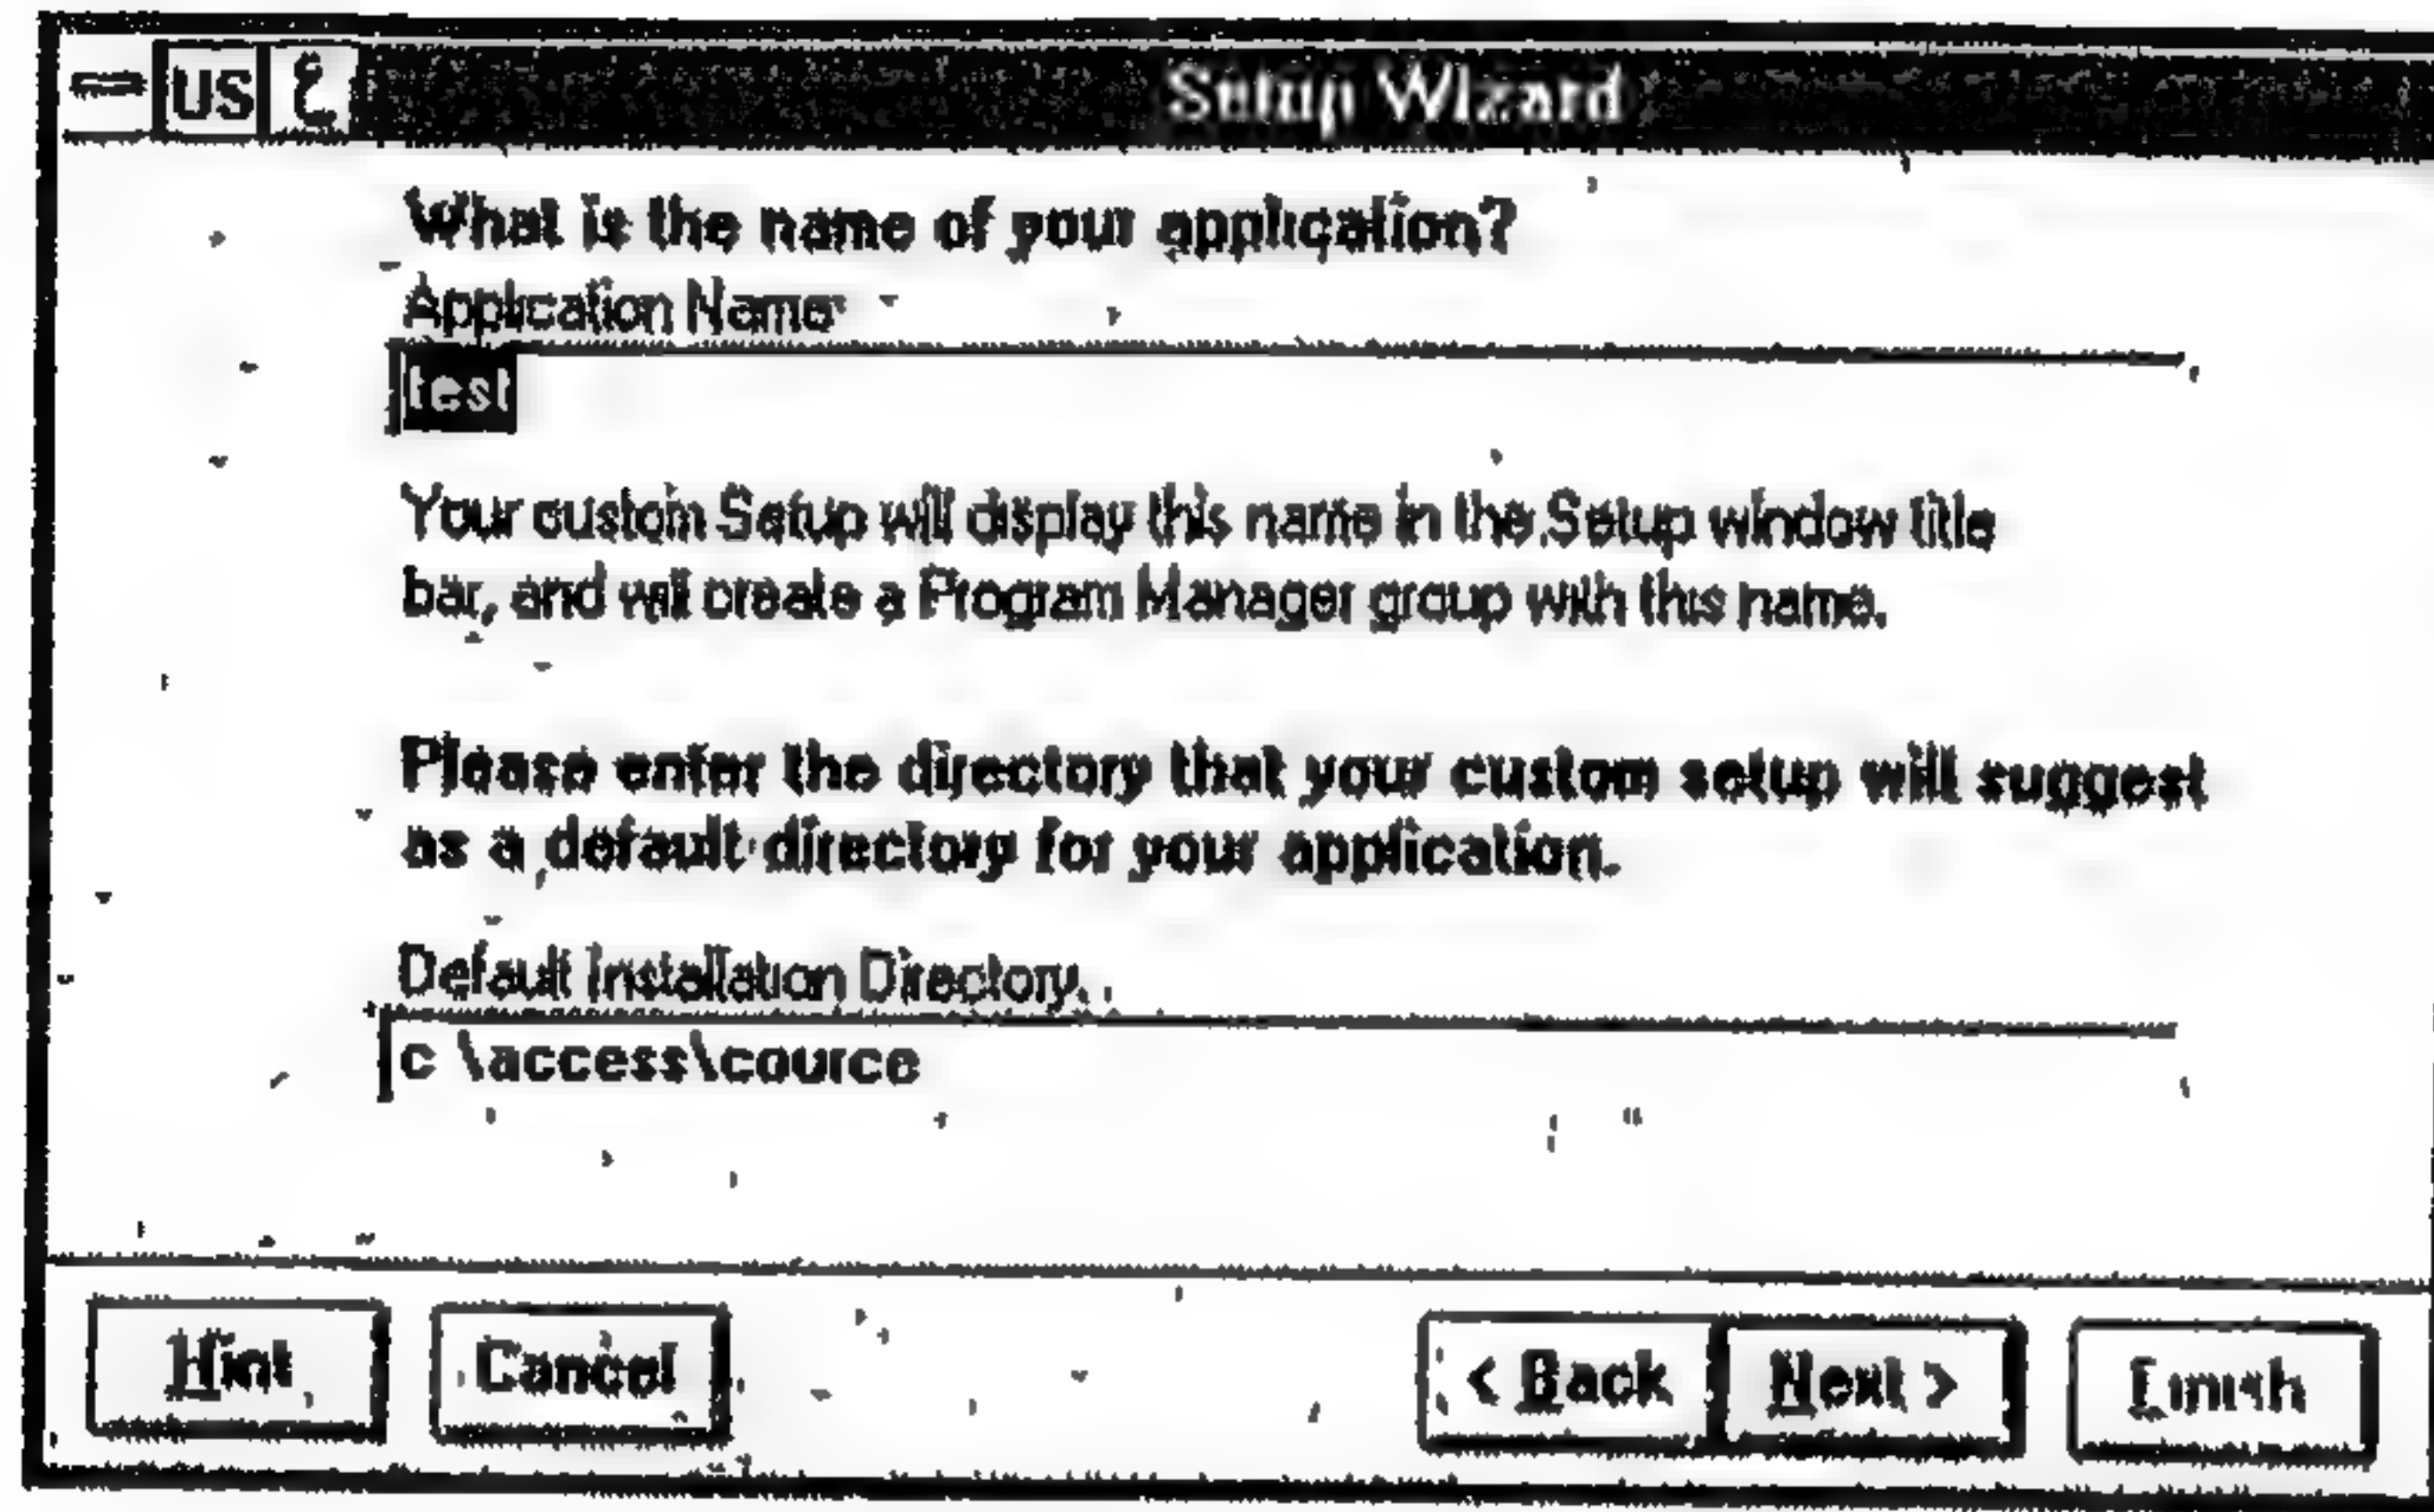 US ع Setup Wizard
What is the name of your application?
Application Name
test
Your custom Setup will display this name in the Setup window title
bar, and will create a Program Manager group with this name.
Please enter the directory that your custom setup will suggest
as a default directory for your application.
Default Installation Directory.
c \access\cource
Hint Cancel < Back Next > Finish